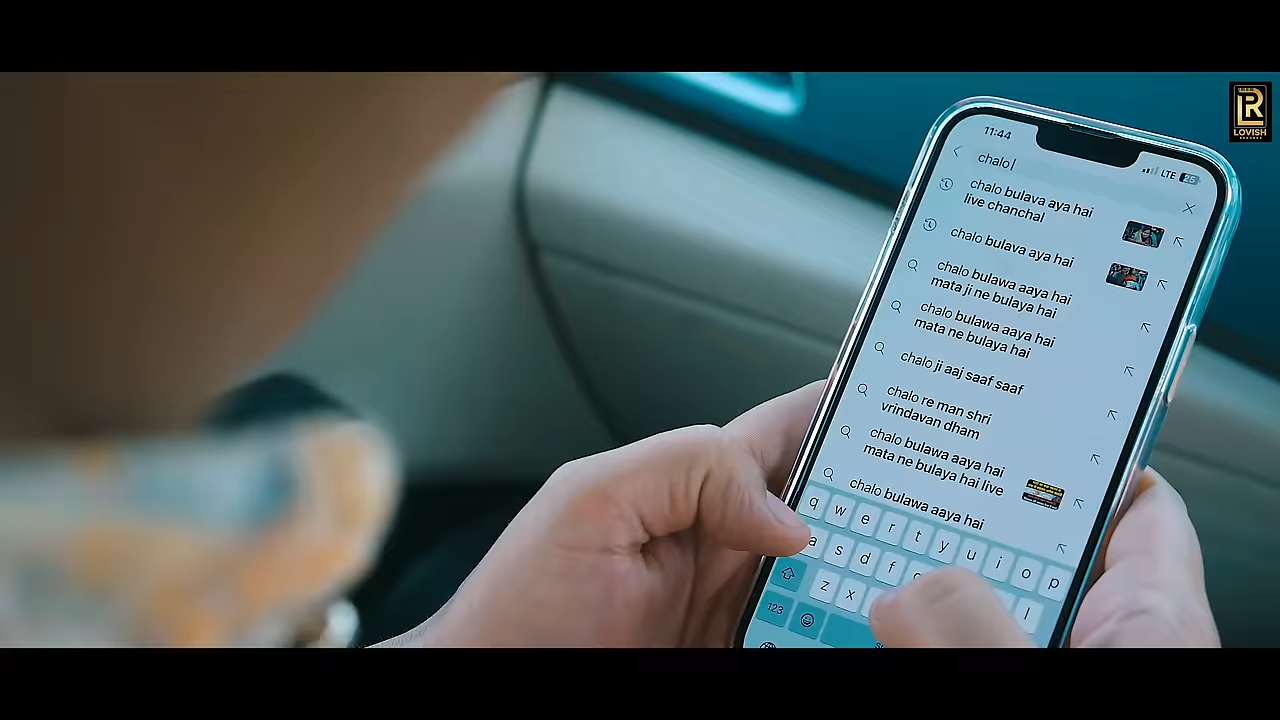 11:44
LTE 25
chalo
chalo bulava aya hai
live chanchal
chalo bulava aya hai
chalo bulawa aaya hai
mata ji ne bulaya hai
chalo bulawa aaya hai
mata ne bulaya hai
chalo ji aaj saaf saaf
chalo re man shri
vrindavan dham
chalo bulawa aaya hai
mata ne bulaya hai live
chalo bulawa aaya hai
q w e r t y u i o p
a s d f l
z x
123
LR
LOVISH
RECORDS